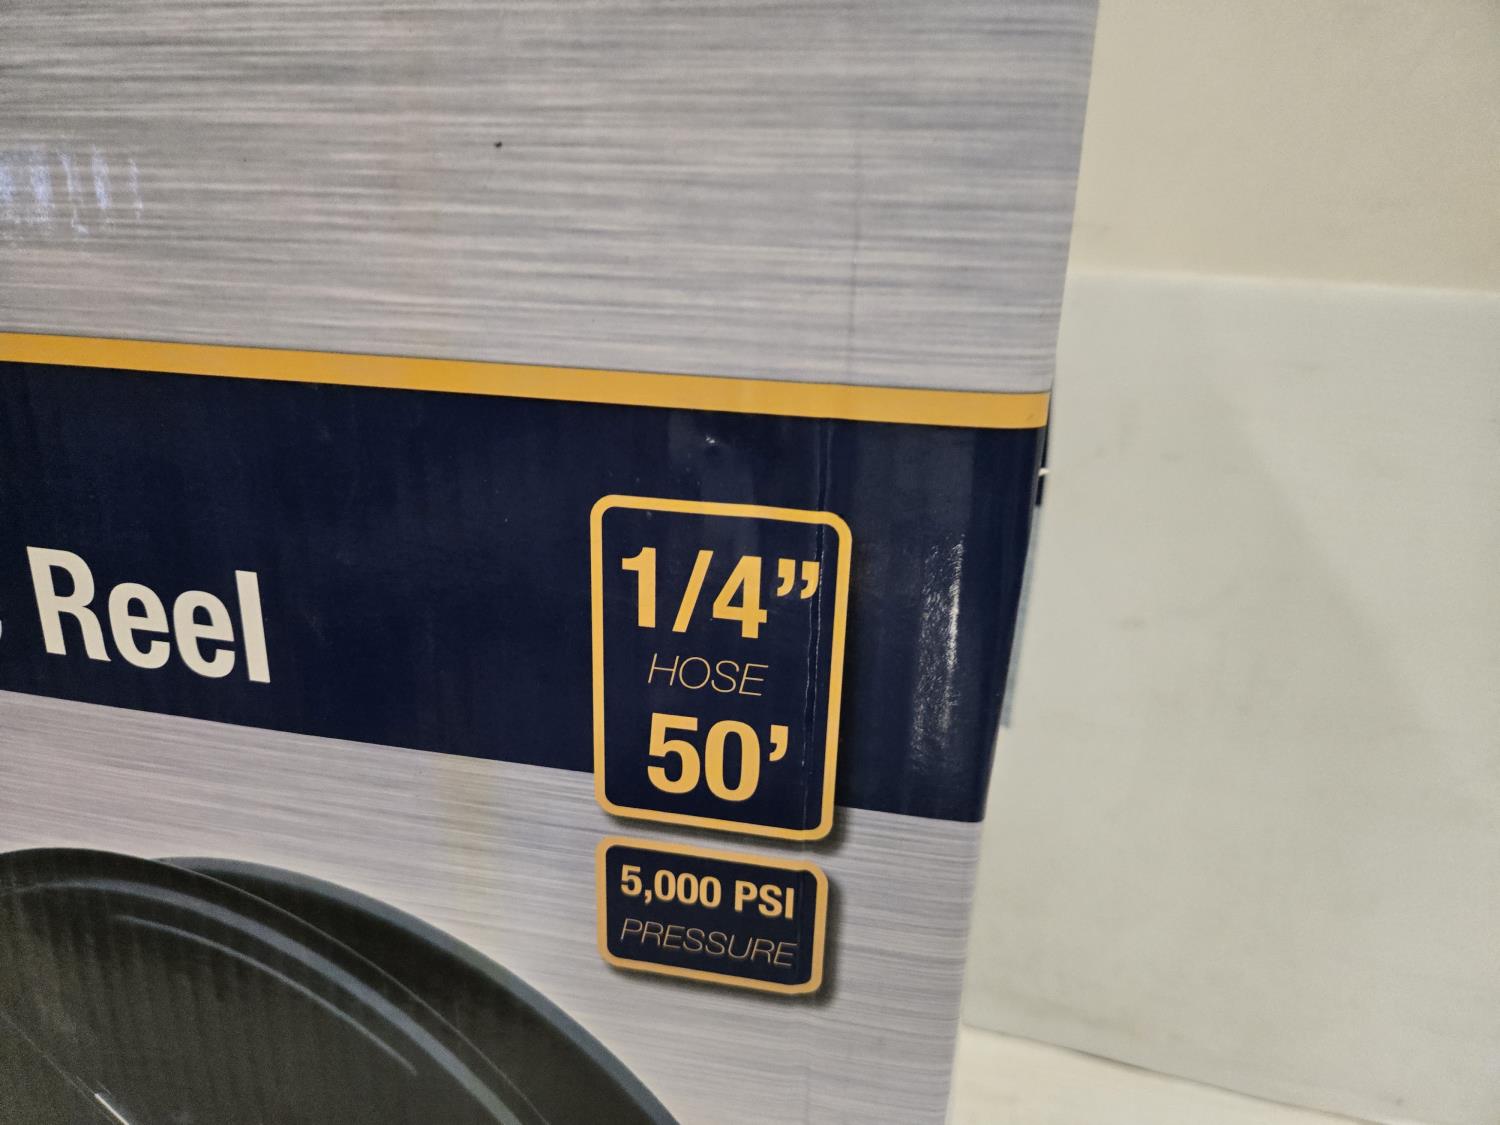 Reel
1/4”
HOSE
50’
5,000 PSI
PRESSURE